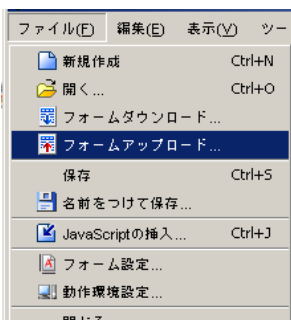 ファイル(F) 編集(E) 表示(V) ツー
新規作成 Ctrl+N
開く... Ctrl+O
フォームダウンロード...
フォームアップロード...
保存 Ctrl+S
名前をつけて保存...
JavaScriptの挿入... Ctrl+J
フォーム設定...
動作環境設定...